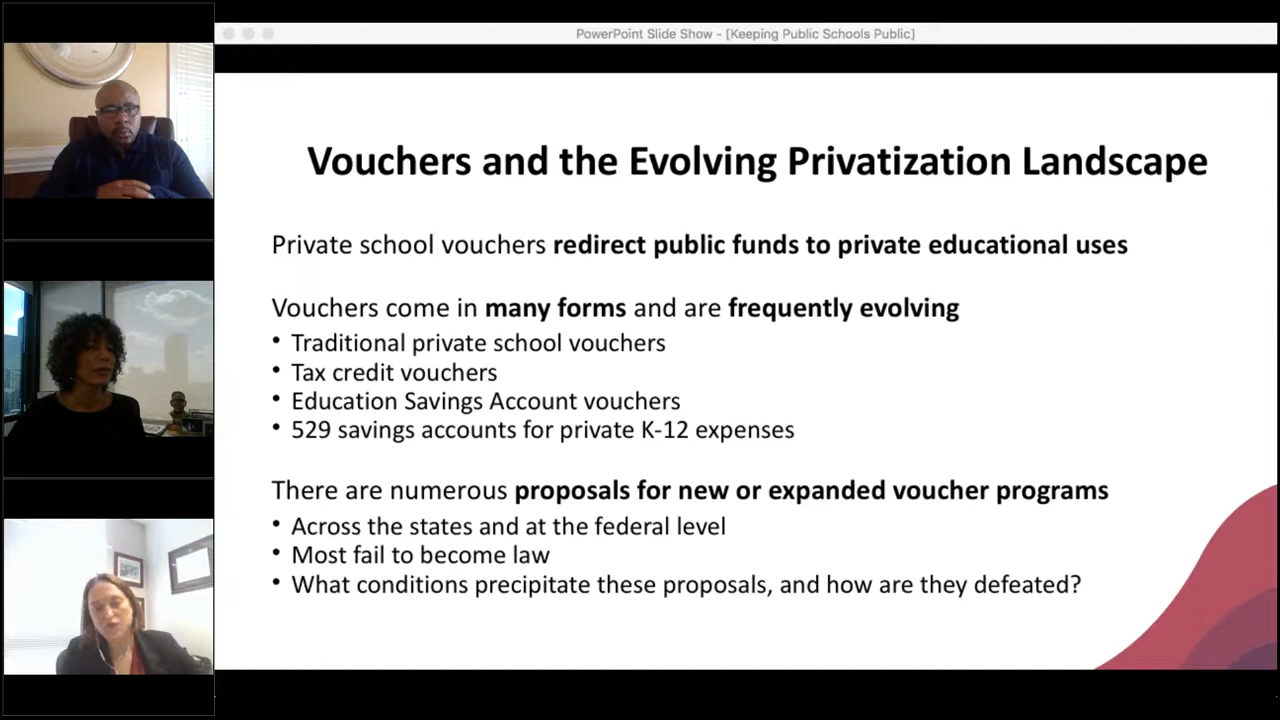 PowerPoint Slide Show - [Keeping Public Schools Public]
Vouchers and the Evolving Privatization Landscape
Private school vouchers redirect public funds to private educational uses
Vouchers come in many forms and are frequently evolving
• Traditional private school vouchers
• Tax credit vouchers
• Education Savings Account vouchers
• 529 savings accounts for private K-12 expenses
There are numerous proposals for new or expanded voucher programs
• Across the states and at the federal level
• Most fail to become law
• What conditions precipitate these proposals, and how are they defeated?